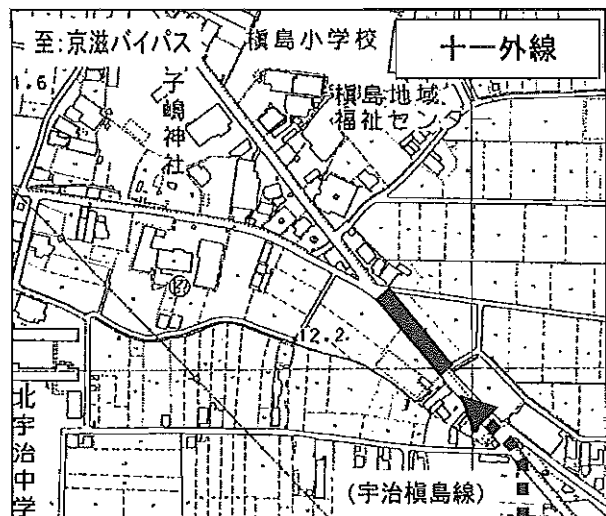 至:京滋バイパス
槇島小学校
十一外線
1.6
子嶋神社
槇島地域
福祉セン
12.2
北宇治中学
(宇治槇島線)